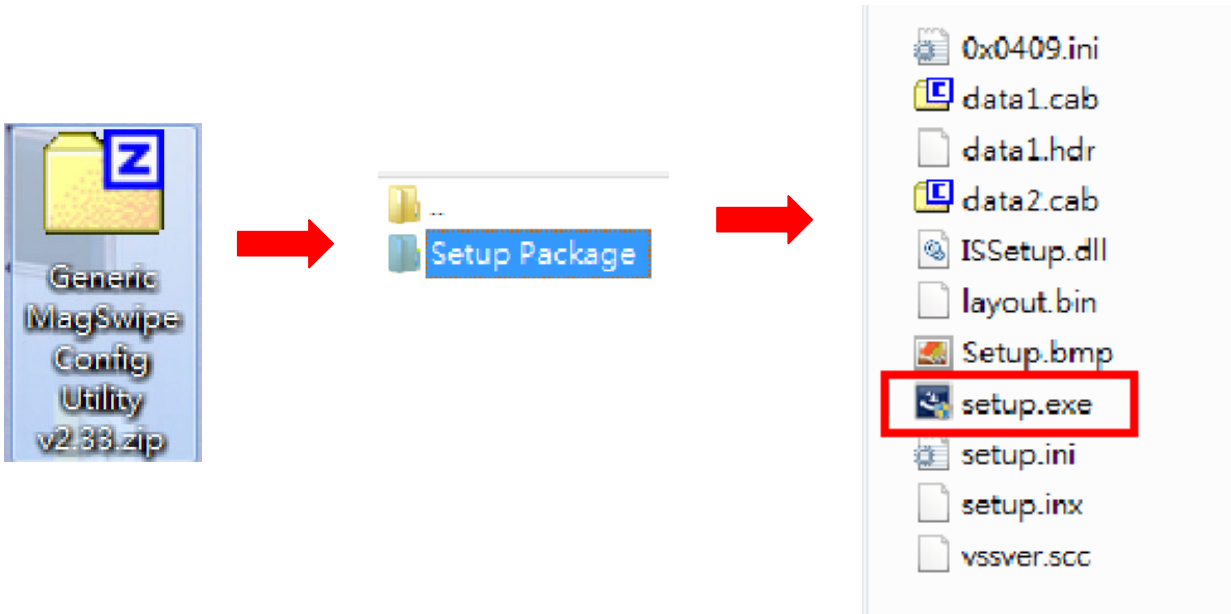 Generic
MagSwipe
Config
Utility
v2.33.zip
..
Setup Package
0x0409.ini
data1.cab
data1.hdr
data2.cab
ISSetup.dll
layout.bin
Setup.bmp
setup.exe
setup.ini
setup.inx
vssver.scc